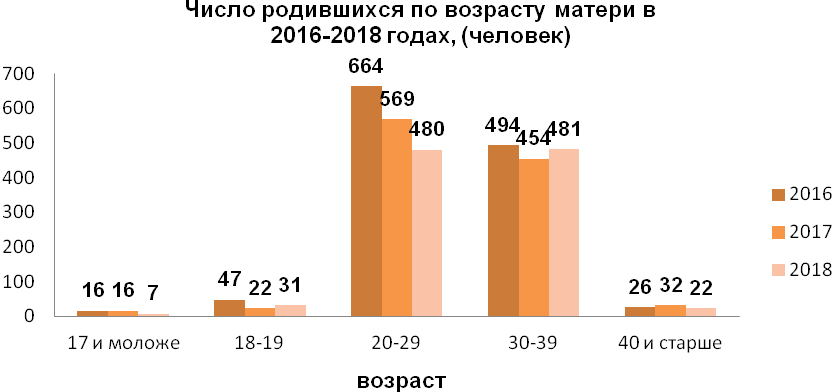 Число родившихся по возрасту матери в
2016-2018 годах, (человек)
700
600
500
400
300
200
100
0
16 16 7
47 22 31
664 569 480
494 454 481
26 32 22
17 и моложе 18-19 20-29 30-39 40 и старше
возраст
2016
2017
2018